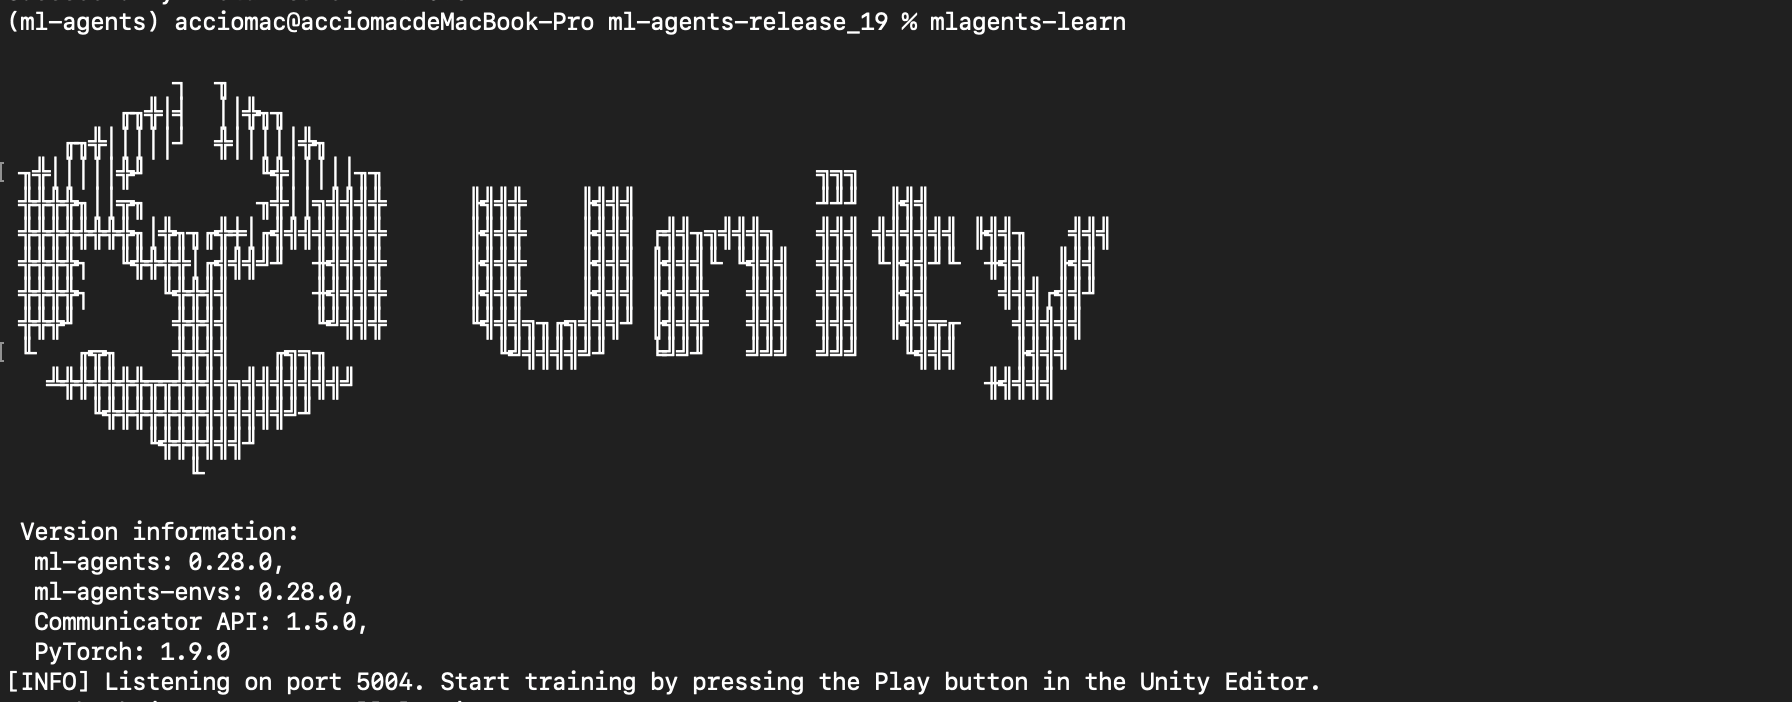 (ml-agents) acciomac@acciomacdeMacBook-Pro ml-agents-release_19 % mlagents-learn
unity
Version information:
ml-agents: 0.28.0,
ml-agents-envs: 0.28.0,
Communicator API: 1.5.0,
PyTorch: 1.9.0
[INFO] Listening on port 5004. Start training by pressing the Play button in the Unity Editor.